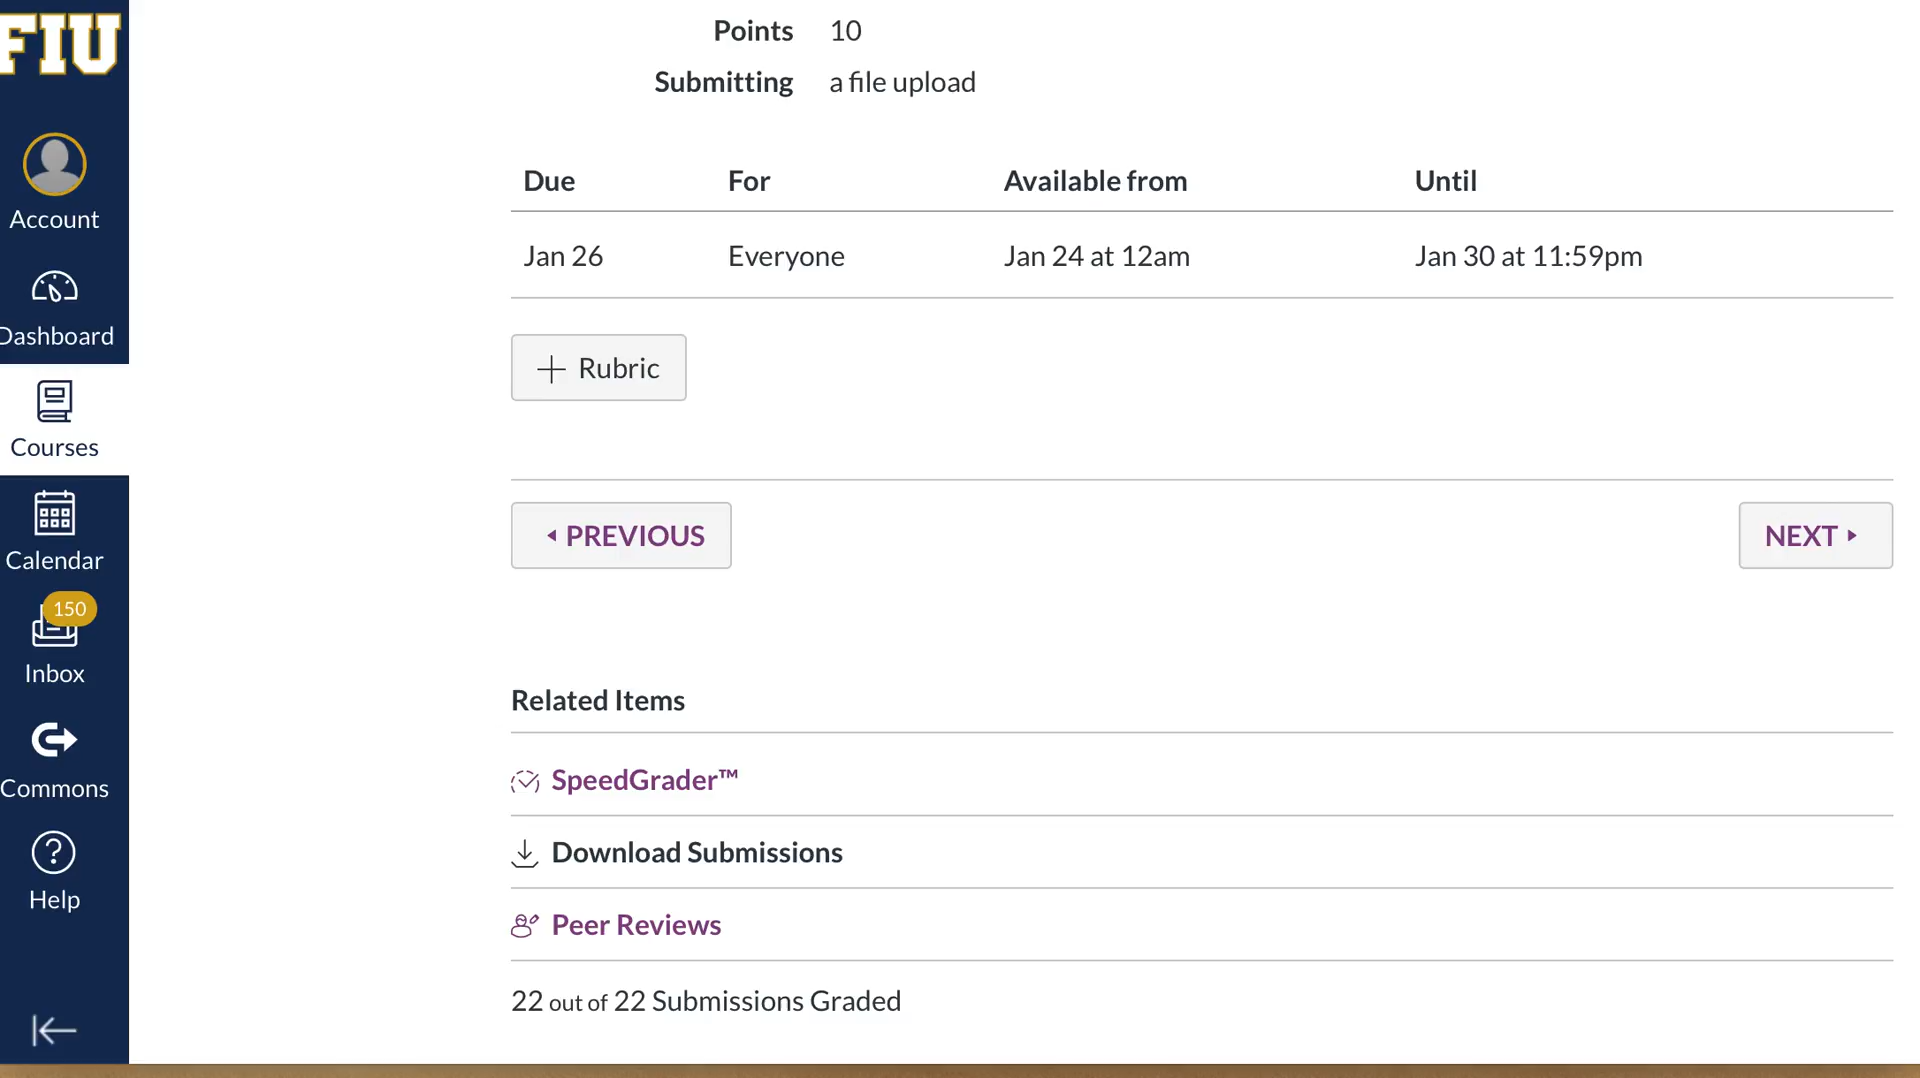 FIU
Account
Dashboard
Courses
Calendar
150
Inbox
Commons
Help
Points 10
Submitting a file upload
Due For Available from Until
Jan 26 Everyone Jan 24 at 12am Jan 30 at 11:59pm
Rubric
PREVIOUS
NEXT
Related Items
SpeedGrader™
Download Submissions
Peer Reviews
22 out of 22 Submissions Graded